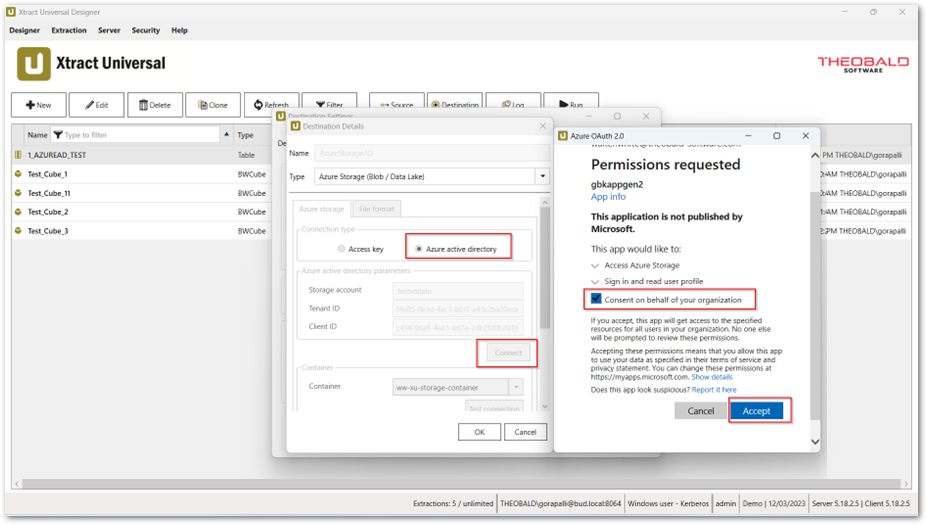 Xtract Universal Designer
Designer Extraction Server Security Help
Xtract Universal
THEOBALD
SOFTWARE
New Edit Delete Clone Refresh Filter Source Destination Log Run
Name Type to filter Type
1_AZUREAD_TEST Table
Test_Cube_1 BWCube
Test_Cube_11 BWCube
Test_Cube_2 BWCube
Test_Cube_3 BWCube
PM THEOBALD\gorapalli
AM THEOBALD\gorapalli
AM THEOBALD\gorapalli
PM THEOBALD\gorapalli
Destination Settings
Destination Details
Name AzureStorageAD
Type Azure Storage (Blob / Data Lake)
Azure storage File format
Connection type
Access key Azure active directory
Azure active directory parameters
Storage account
Tenant ID
Client ID
Connect
Container
Container ww-xu-storage-container
Test connection
OK Cancel
Azure OAuth 2.0
Permissions requested
gbkappgen2
App info
This application is not published by
Microsoft.
This app would like to:
Access Azure Storage
Sign in and read user profile
Consent on behalf of your organization
If you accept, this app will get access to the specified
resources for all users in your organization. No one else
will be prompted to review these permissions.
Accepting these permissions means that you allow this app
to use your data as specified in their terms of service and
privacy statement. You can change these permissions at
https://myapps.microsoft.com. Show details
Does this app look suspicious? Report it here
Cancel Accept
Extractions: 5 / unlimited THEOBALD\gorapalli@bud.local:8064 Windows user - Kerberos admin Demo | 12/03/2023 Server 5.18.2.5 | Client 5.18.2.5